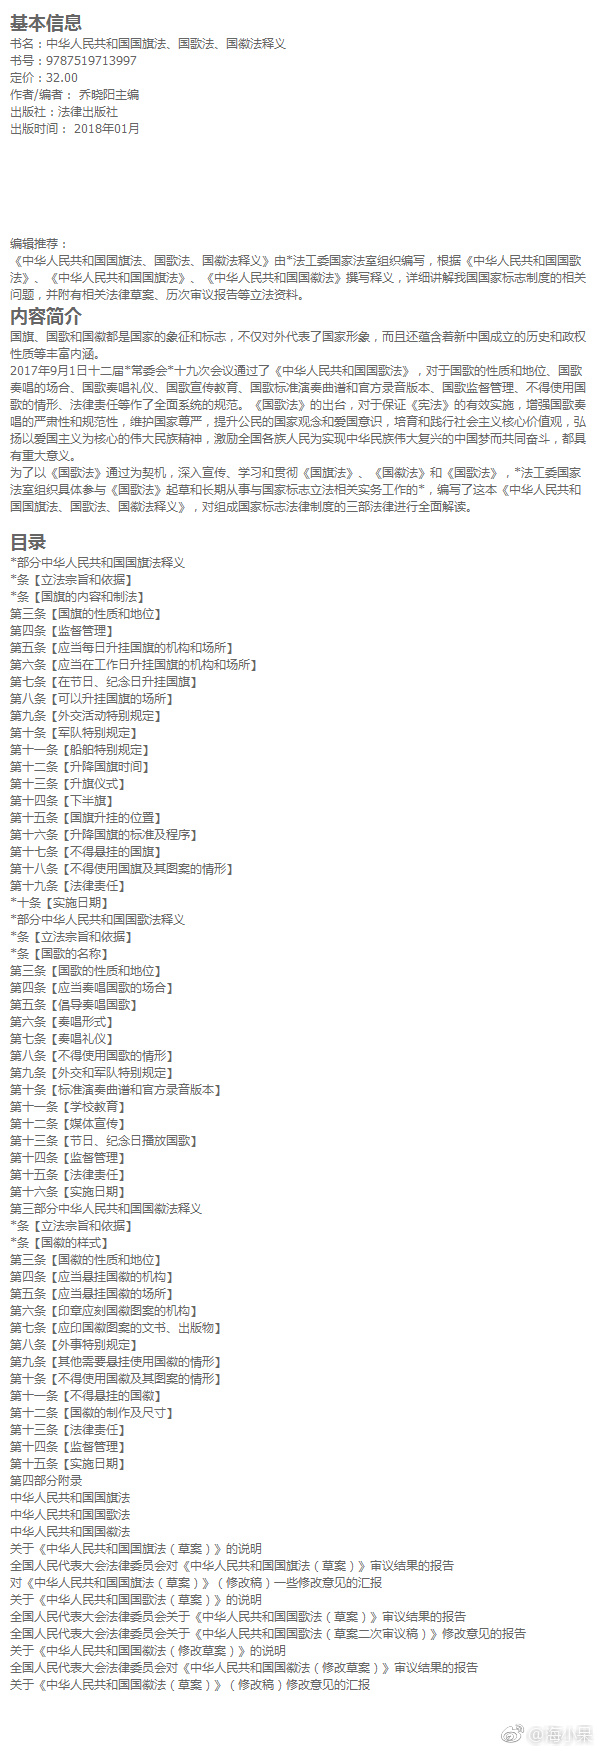 基本信息
书名：中华人民共和国国旗法、国歌法、国徽法释义
书号：9787519713997
定价：32.00
作者/编者： 乔晓阳主编
出版社：法律出版社
出版时间： 2018年01月
编辑推荐：
《中华人民共和国国旗法、国歌法、国徽法释义》由*法工委国家法室组织编写，根据《中华人民共和国国歌
法》、《中华人民共和国国旗法》、《中华人民共和国国徽法》撰写释义，详细讲解我国国家标志制度的相关
问题，并附有相关法律草案、历次审议报告等立法资料。
内容简介
国旗、国歌和国徽都是国家的象征和标志，不仅对外代表了国家形象，而且还蕴含着新中国成立的历史和政权
性质等丰富内涵。
2017年9月1日十二届*常委会*十九次会议通过了《中华人民共和国国歌法》，对于国歌的性质和地位、国歌
奏唱的场合、国歌奏唱礼仪、国歌宣传教育、国歌标准演奏曲谱和官方录音版本、国歌监督管理、不得使用国
歌的情形、法律责任等作了全面系统的规范。《国歌法》的出台，对于保证《宪法》的有效实施，增强国歌奏
唱的严肃性和规范性，维护国家尊严，提升公民的国家观念和爱国意识，培育和践行社会主义核心价值观，弘
扬以爱国主义为核心的伟大民族精神，激励全国各族人民为实现中华民族伟大复兴的中国梦而共同奋斗，都具
有重大意义。
为了以《国歌法》通过为契机，深入宣传、学习和贯彻《国旗法》、《国徽法》和《国歌法》，*法工委国家
法室组织具体参与《国歌法》起草和长期从事与国家标志立法相关实务工作的*，编写了这本《中华人民共和
国国旗法、国歌法、国徽法释义》，对组成国家标志法律制度的三部法律进行全面解读。
目录
*部分中华人民共和国国旗法释义
*条【立法宗旨和依据】
*条【国旗的内容和制法】
第三条【国旗的性质和地位】
第四条【监督管理】
第五条【应当每日升挂国旗的机构和场所】
第六条【应当在工作日升挂国旗的机构和场所】
第七条【在节日、纪念日升挂国旗】
第八条【可以升挂国旗的场所】
第九条【外交活动特别规定】
第十条【军队特别规定】
第十一条【船舶特别规定】
第十二条【升降国旗时间】
第十三条【升旗仪式】
第十四条【下半旗】
第十五条【国旗升挂的位置】
第十六条【升降国旗的标准及程序】
第十七条【不得悬挂的国旗】
第十八条【不得使用国旗及其图案的情形】
第十九条【法律责任】
*十条【实施日期】
*部分中华人民共和国国歌法释义
*条【立法宗旨和依据】
*条【国歌的名称】
第三条【国歌的性质和地位】
第四条【应当奏唱国歌的场合】
第五条【倡导奏唱国歌】
第六条【奏唱形式】
第七条【奏唱礼仪】
第八条【不得使用国歌的情形】
第九条【外交和军队特别规定】
第十条【标准演奏曲谱和官方录音版本】
第十一条【学校教育】
第十二条【媒体宣传】
第十三条【节日、纪念日播放国歌】
第十四条【监督管理】
第十五条【法律责任】
第十六条【实施日期】
第三部分中华人民共和国国徽法释义
*条【立法宗旨和依据】
*条【国徽的样式】
第三条【国徽的性质和地位】
第四条【应当悬挂国徽的机构】
第五条【应当悬挂国徽的场所】
第六条【印章应刻国徽图案的机构】
第七条【应印国徽图案的文书、出版物】
第八条【外事特别规定】
第九条【其他需要悬挂使用国徽的情形】
第十条【不得使用国徽及其图案的情形】
第十一条【不得悬挂的国徽】
第十二条【国徽的制作及尺寸】
第十三条【法律责任】
第十四条【监督管理】
第十五条【实施日期】
第四部分附录
中华人民共和国国旗法
中华人民共和国国歌法
中华人民共和国国徽法
关于《中华人民共和国国旗法（草案）》的说明
全国人民代表大会法律委员会对《中华人民共和国国旗法（草案）》审议结果的报告
对《中华人民共和国国旗法（草案）》（修改稿）一些修改意见的汇报
关于《中华人民共和国国歌法（草案）》的说明
全国人民代表大会法律委员会关于《中华人民共和国国歌法（草案）》审议结果的报告
全国人民代表大会法律委员会关于《中华人民共和国国歌法（草案二次审议稿）》修改意见的报告
关于《中华人民共和国国徽法（修改草案）》的说明
全国人民代表大会法律委员会对《中华人民共和国国徽法（修改草案）》审议结果的报告
关于《中华人民共和国国徽法（草案）》（修改稿）修改意见的汇报
@海小呆